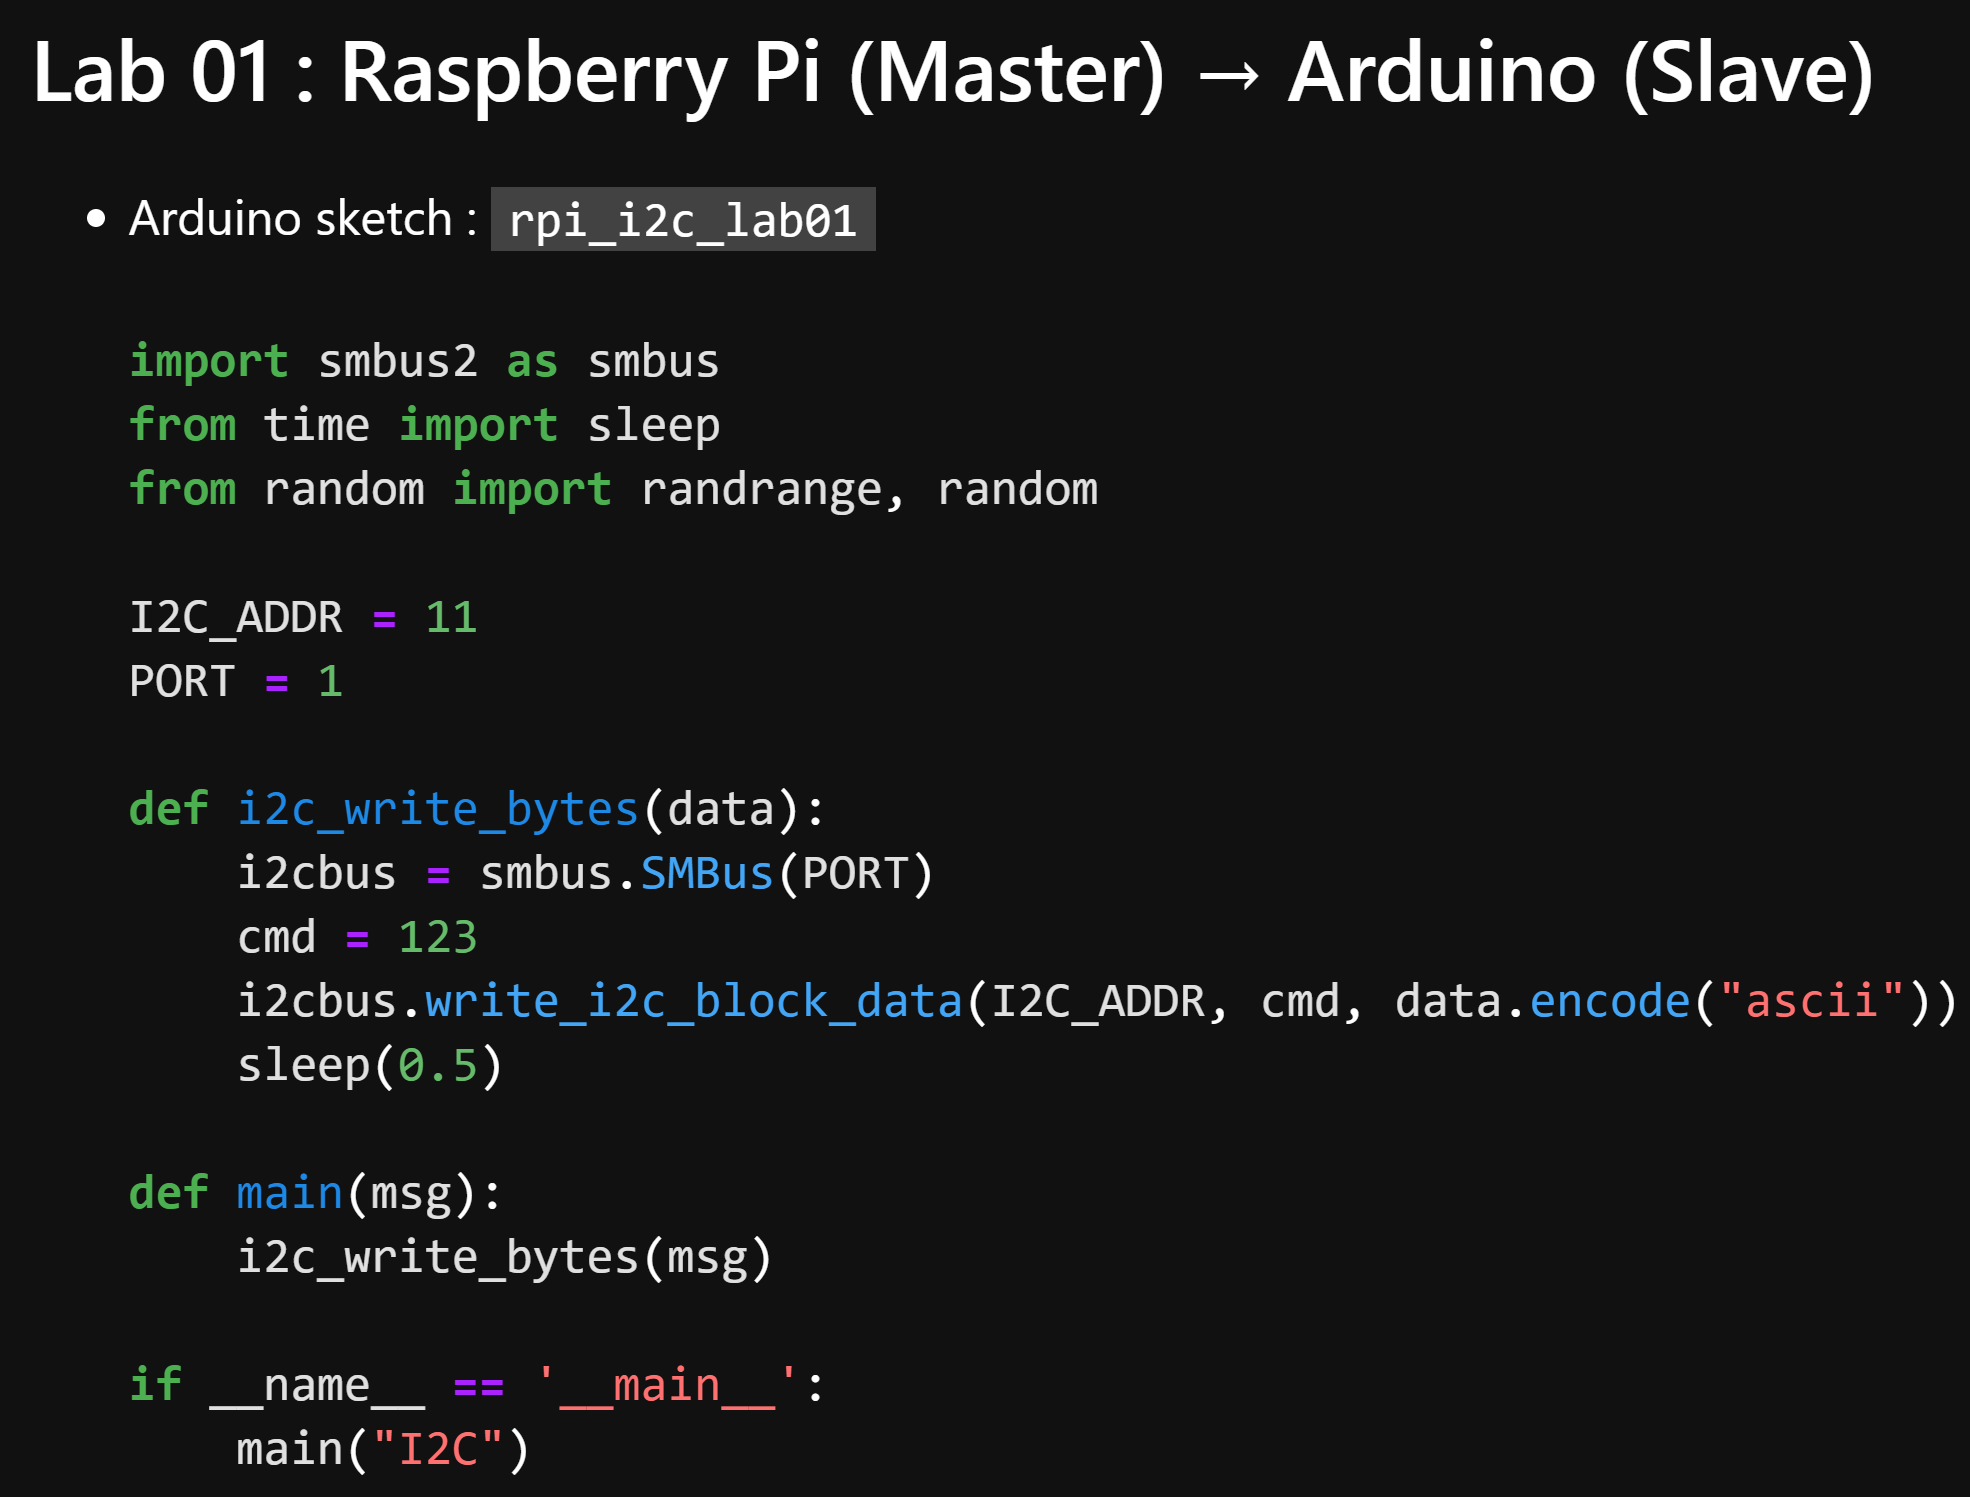 Lab 01 : Raspberry Pi (Master) → Arduino (Slave)
• Arduino sketch : rpi_i2c_lab01
import smbus2 as smbus
from time import sleep
from random import randrange, random
I2C_ADDR = 11
PORT = 1
def i2c_write_bytes(data):
    i2cbus = smbus.SMBus(PORT)
    cmd = 123
    i2cbus.write_i2c_block_data(I2C_ADDR, cmd, data.encode("ascii"))
    sleep(0.5)
def main(msg):
    i2c_write_bytes(msg)
if __name__ == '__main__':
    main("I2C")